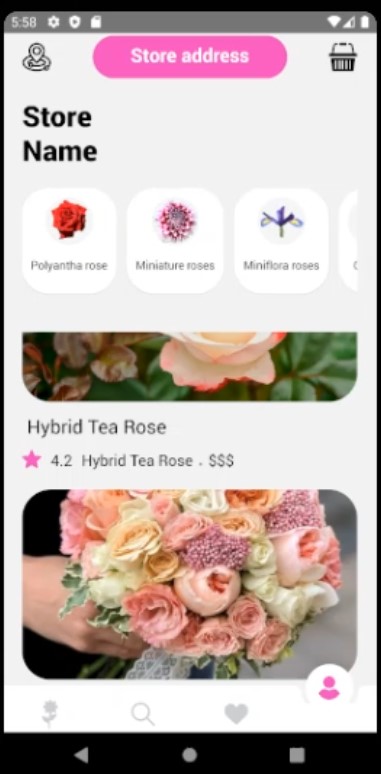 5:58
Store address
Store
Name
Polyantha rose
Miniature roses
Miniflora roses
Hybrid Tea Rose
4.2 Hybrid Tea Rose . $$$